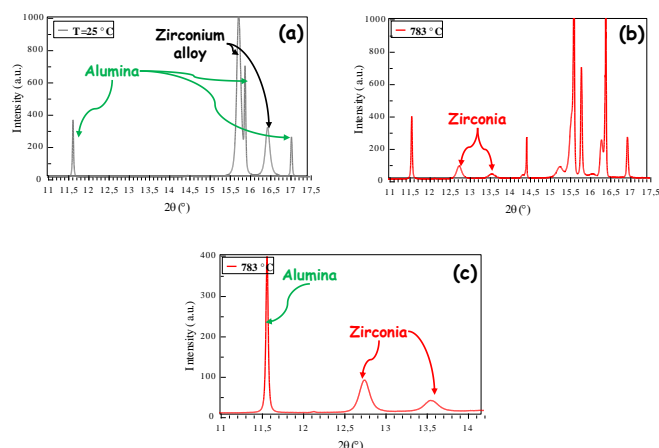 1000
800
600
400
200
0
Intensity ( a.u.)
T=25 °C
(a)
Zirconium
alloy
Alumina
11 11,5 12 12,5 13 13,5 14 14,5 15 15,5 16 16,5 17 17,5
2θ (°)
1000
800
600
400
200
0
Intensity ( a.u.)
783 °C
(b)
Zirconia
11 11,5 12 12,5 13 13,5 14 14,5 15 15,5 16 16,5 17 17,5
2θ (°)
400
300
200
100
0
Intensity ( a.u.)
783 °C
(c)
Alumina
Zirconia
11 11,5 12 12,5 13 13,5 14
2θ (°)